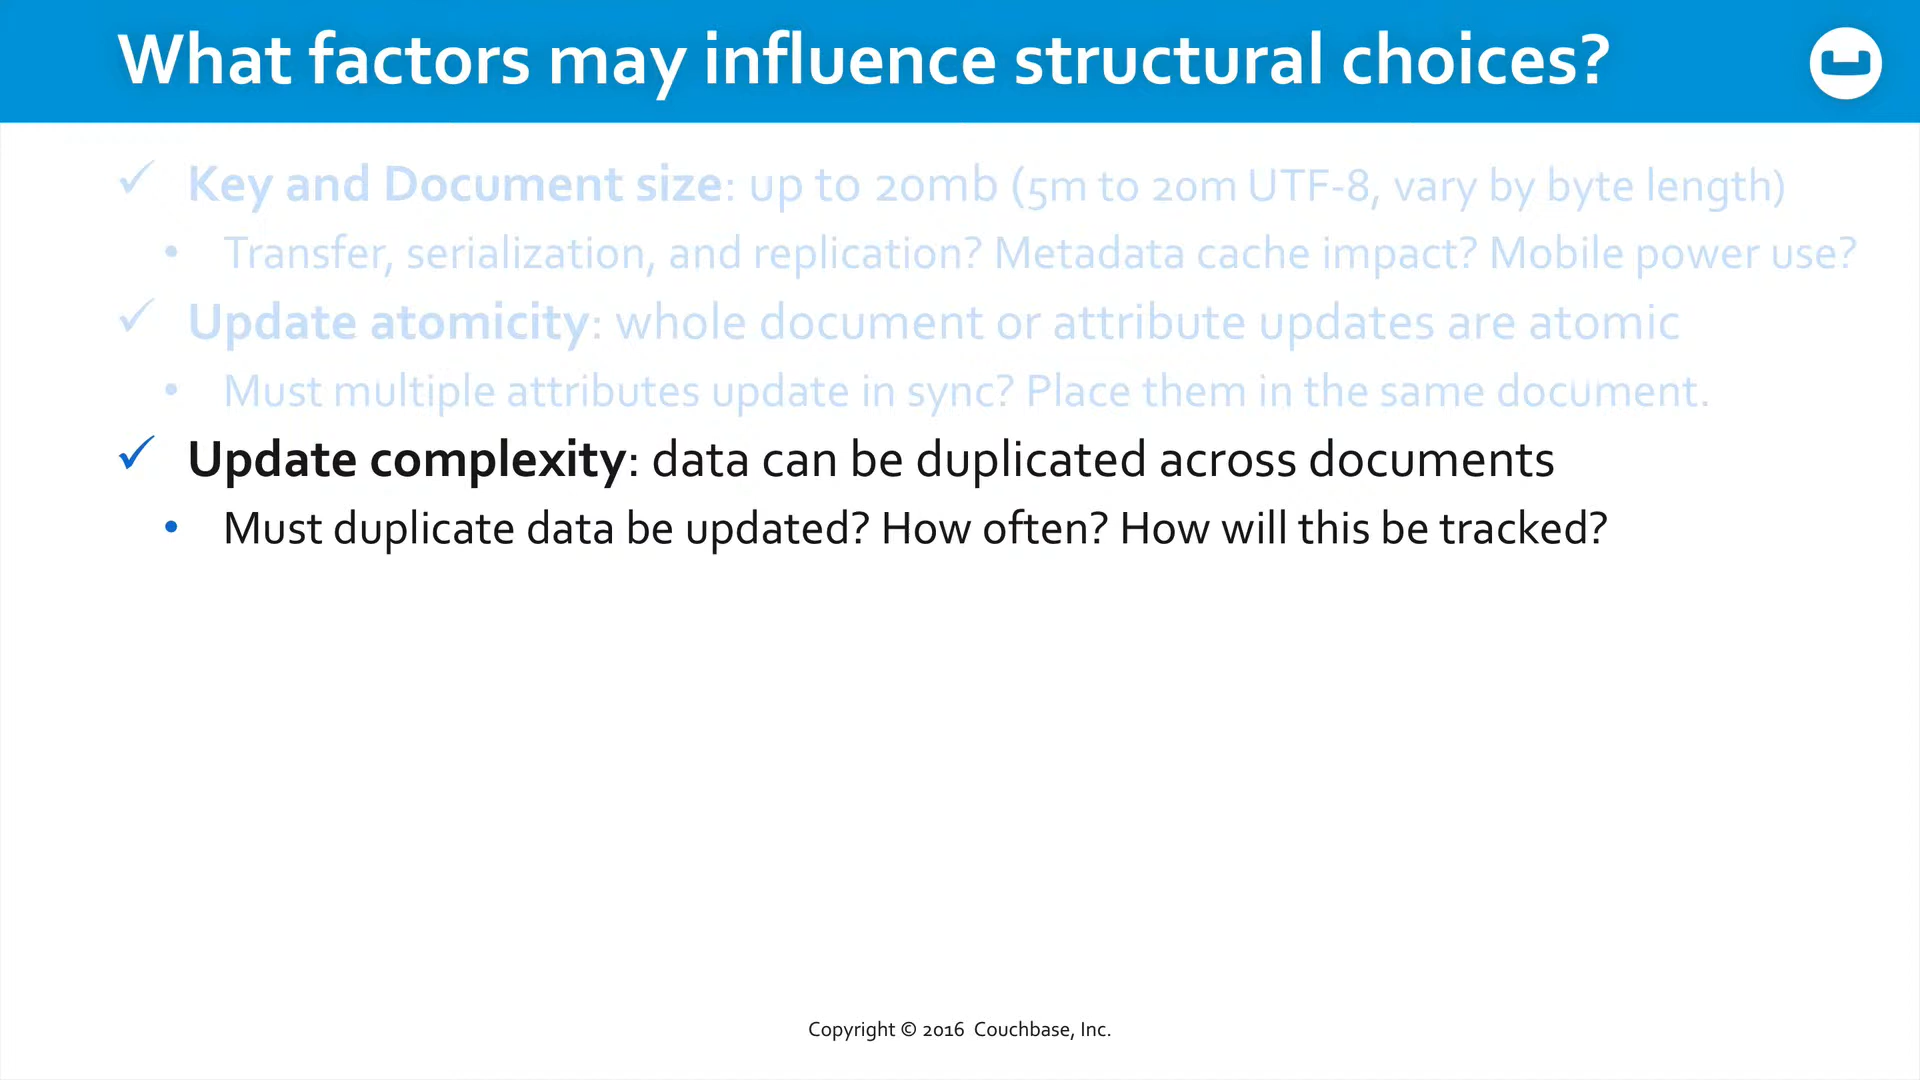 What factors may influence structural choices?
✓ Key and Document size: up to 20mb (5m to 20m UTF-8, vary by byte length)
• Transfer, serialization, and replication? Metadata cache impact? Mobile power use?
✓ Update atomicity: whole document or attribute updates are atomic
• Must multiple attributes update in sync? Place them in the same document.
✓ Update complexity: data can be duplicated across documents
• Must duplicate data be updated? How often? How will this be tracked?
Copyright © 2016 Couchbase, Inc.